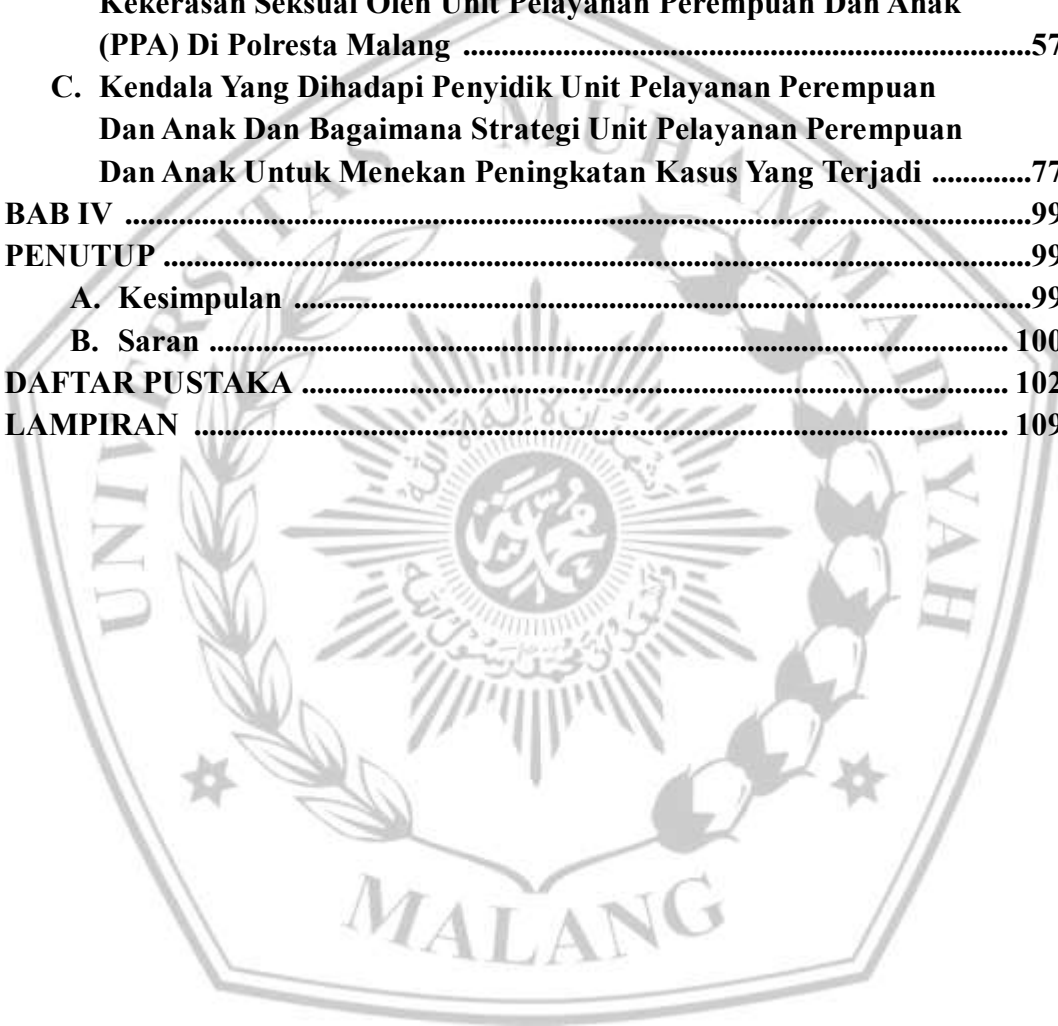 Kekerasan Seksual Oleh Unit Pelayanan Perempuan Dan Anak
(PPA) Di Polresta Malang ......................................................................57
C. Kendala Yang Dihadapi Penyidik Unit Pelayanan Perempuan
Dan Anak Dan Bagaimana Strategi Unit Pelayanan Perempuan
Dan Anak Untuk Menekan Peningkatan Kasus Yang Terjadi .............77
BAB IV ................................................................................................................99
PENUTUP ...........................................................................................................99
A. Kesimpulan ...........................................................................................99
B. Saran ................................................................................................... 100
DAFTAR PUSTAKA ....................................................................................... 102
LAMPIRAN ..................................................................................................... 109
UNIVERSITAS MUHAMMADIYAH
MALANG